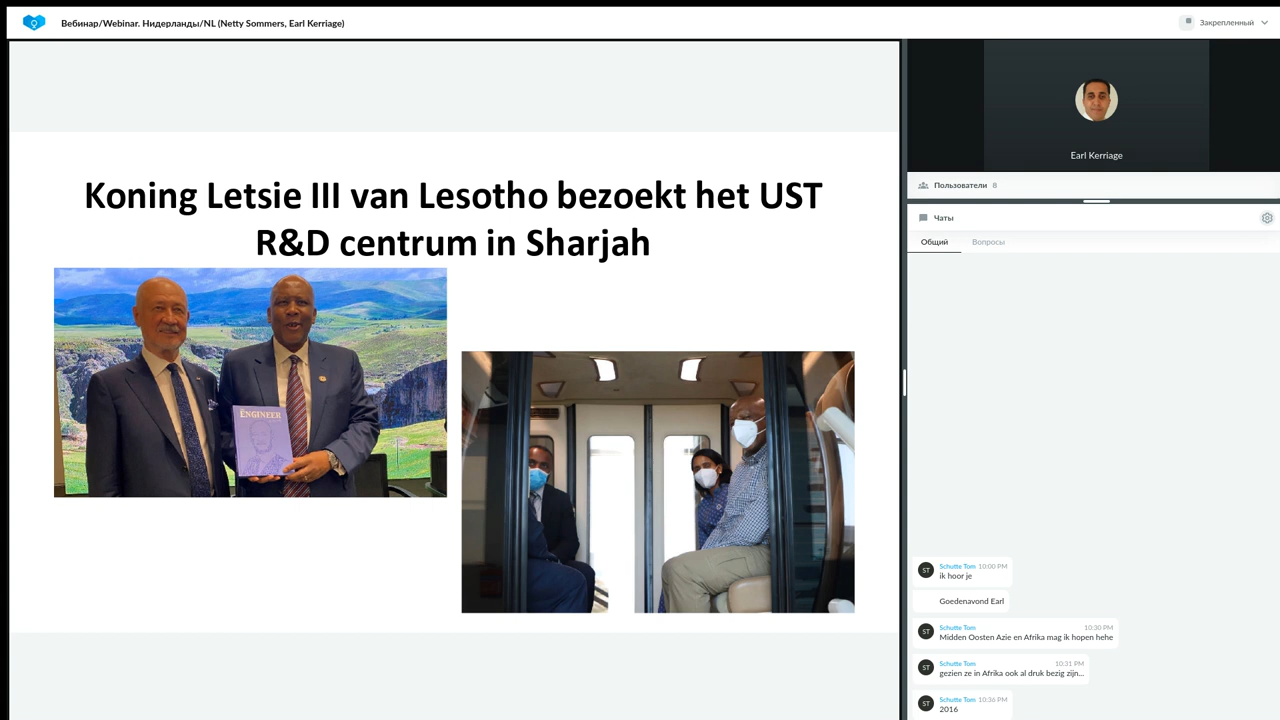 Вебинар/Webinar. Нидерланды/NL (Netty Sommers, Earl Kerriage)
Закрепленный
Koning Letsie III van Lesotho bezoekt het UST
R&D centrum in Sharjah
ENGINEER
Earl Kerriage
Пользователи 8
Чаты
Общий Вопросы
ST Schutte Tom 10:00 PM
ik hoor je
Goedenavond Earl
ST Schutte Tom 10:30 PM
Midden Oosten Azie en Afrika mag ik hopen hehe
ST Schutte Tom 10:31 PM
gezien ze in Afrika ook al druk bezig zijn...
ST Schutte Tom 10:36 PM
2016